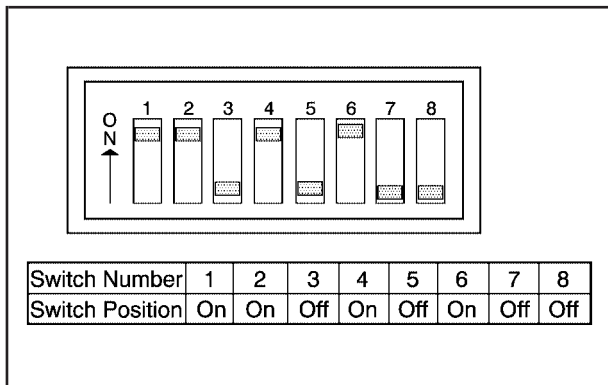 1 2 3 4 5 6 7 8
ON
Switch Number 1 2 3 4 5 6 7 8
Switch Position On On Off On Off On Off Off